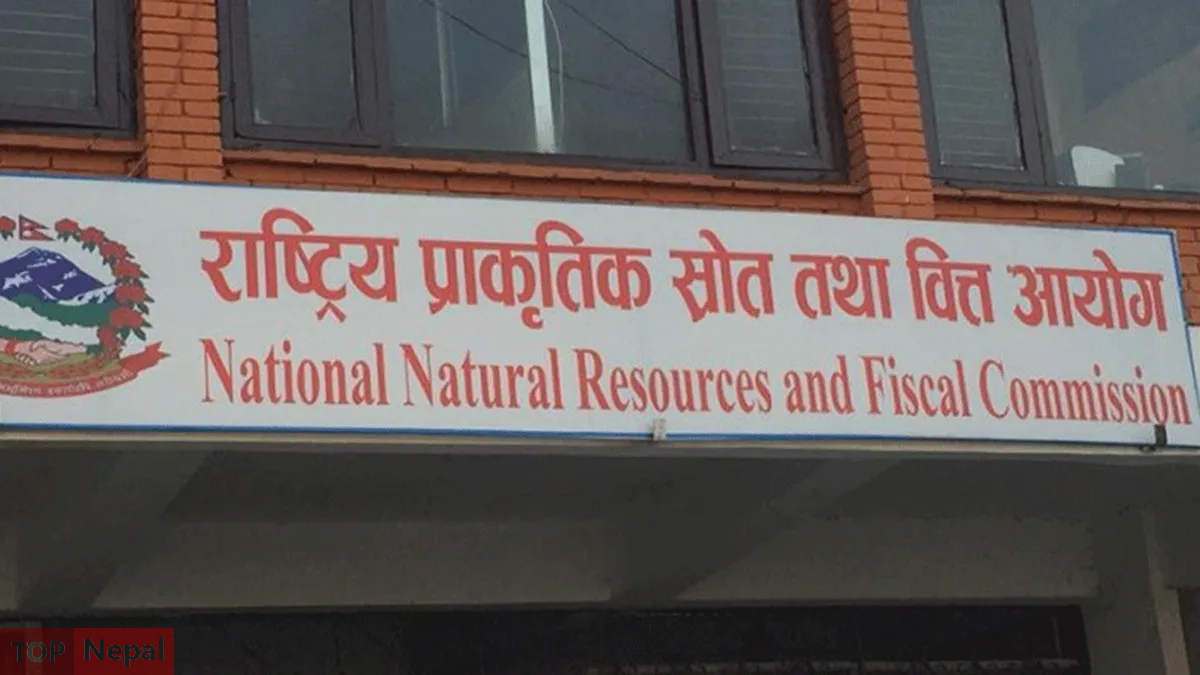 राष्ट्रिय प्राकृतिक स्रोत तथा वित्त आयोग
National Natural Resources and Fiscal Commission
TOP Nepal